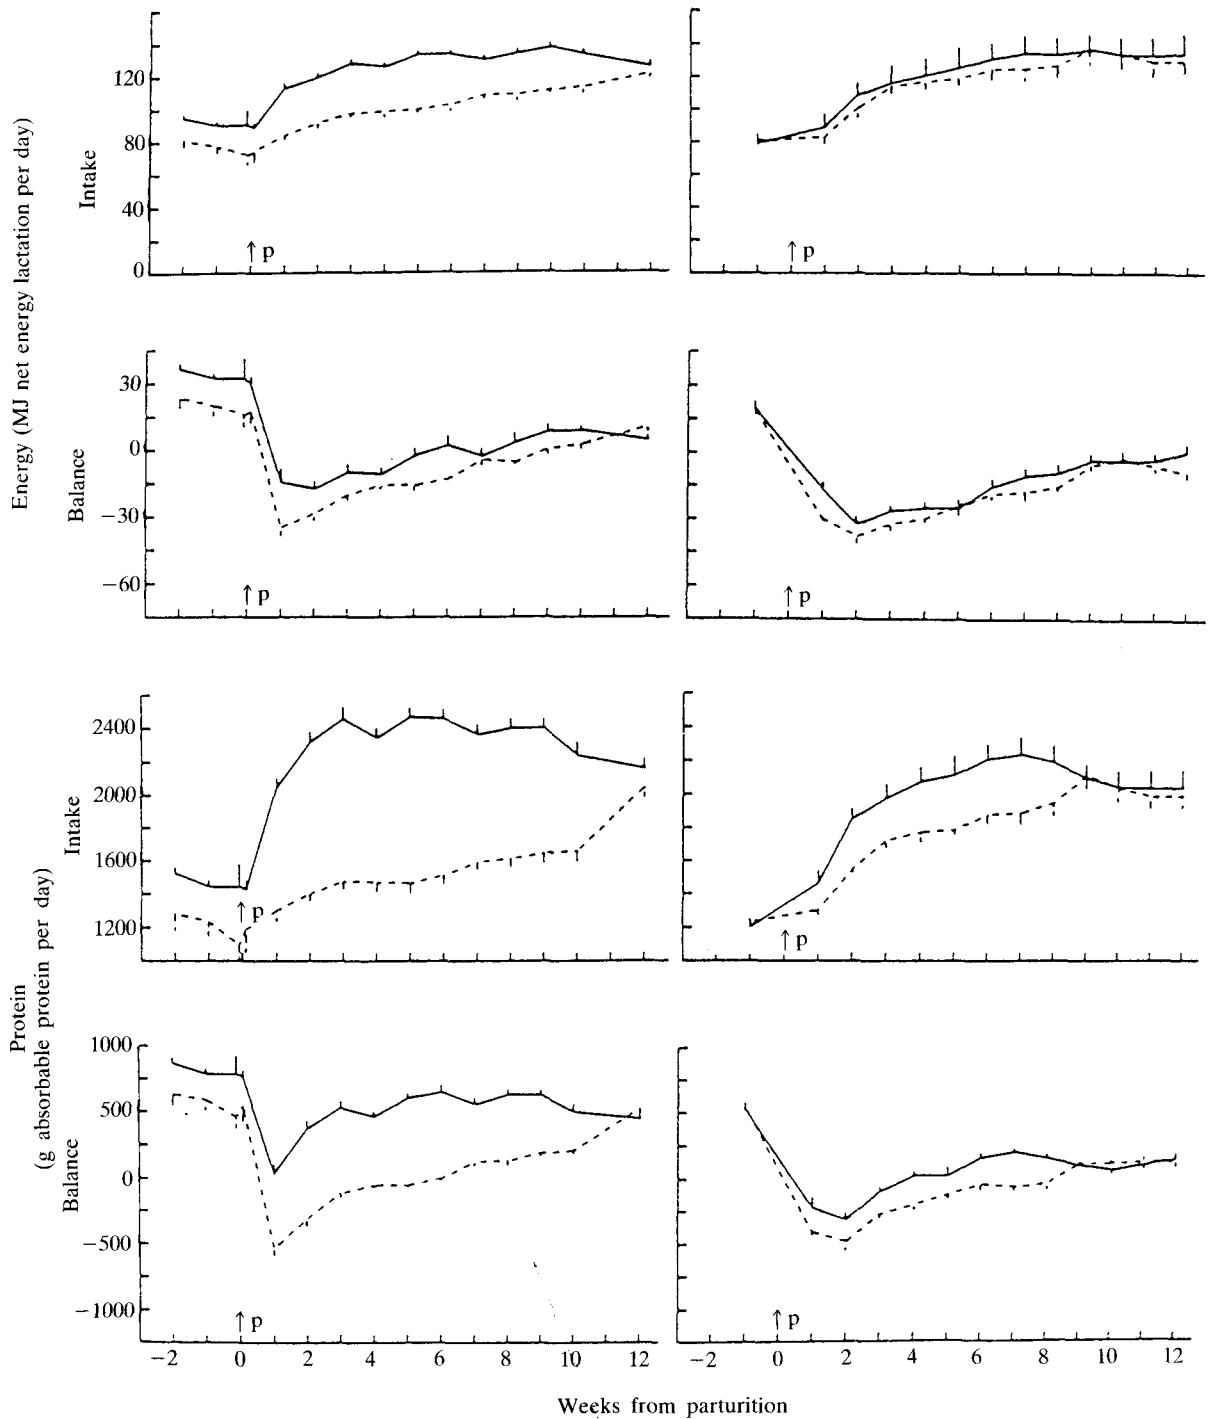 Energy (MJ net energy lactation per day)
Intake
120
80
40
0
↑ p
↑ p
Balance
30
0
−30
−60
↑ p
↑ p
Protein
(g absorbable protein per day)
Intake
2400
2000
1600
1200
↑ p
↑ p
Balance
1000
500
0
−500
−1000
↑ p
↑ p
−2 0 2 4 6 8 10 12
−2 0 2 4 6 8 10 12
Weeks from parturition